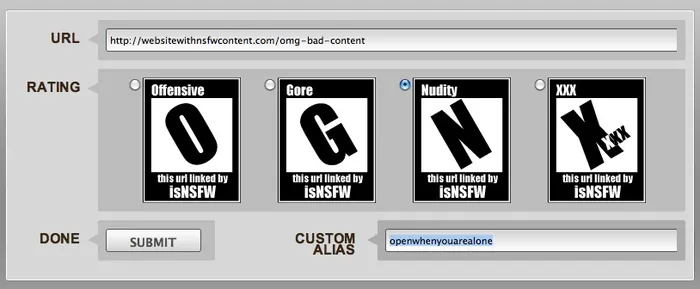 URL
http://websitewithnsfwcontent.com/omg-bad-content
RATING
Offensive
O
this url linked by
isNSFW
Gore
G
this url linked by
isNSFW
Nudity
N
this url linked by
isNSFW
XXX
XXXX
this url linked by
isNSFW
DONE
SUBMIT
CUSTOM
ALIAS
openwhenyouarealone